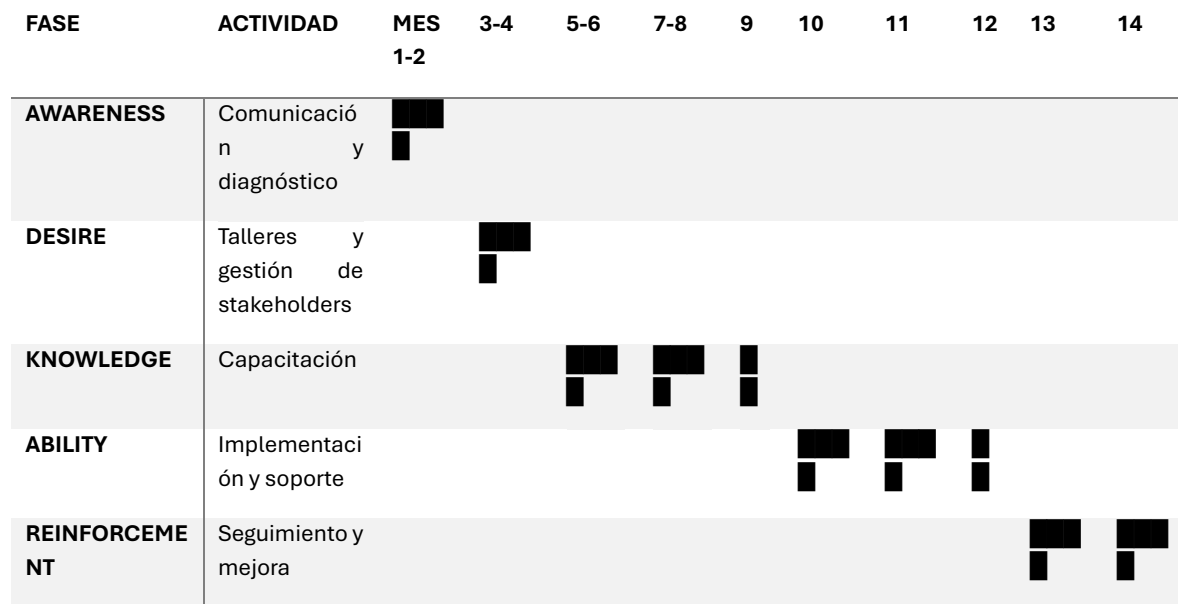 FASE ACTIVIDAD MES 3-4 5-6 7-8 9 10 11 12 13 14
1-2
AWARENESS Comunicació
n y
diagnóstico
DESIRE Talleres y
gestión de
stakeholders
KNOWLEDGE Capacitación
ABILITY Implementaci
ón y soporte
REINFORCEME Seguimiento y
NT mejora